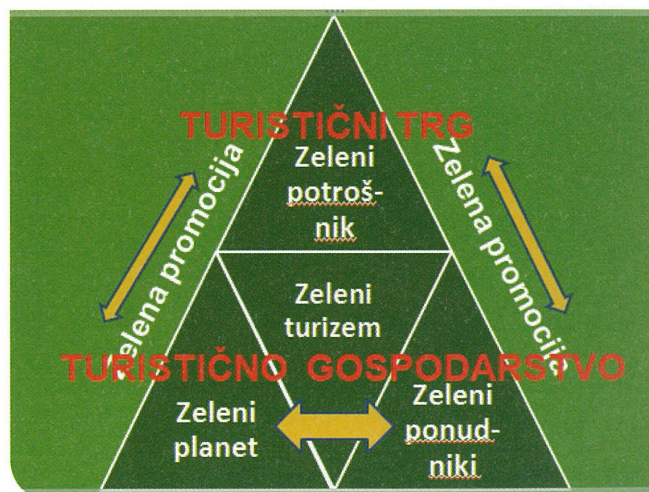 TURISTIČNI TRG
Zeleni
potroš-
nik
Zelena promocija
Zelena promocija
Zeleni
turizem
TURISTIČNO GOSPODARSTVO
Zeleni
planet
Zeleni
ponud-
niki